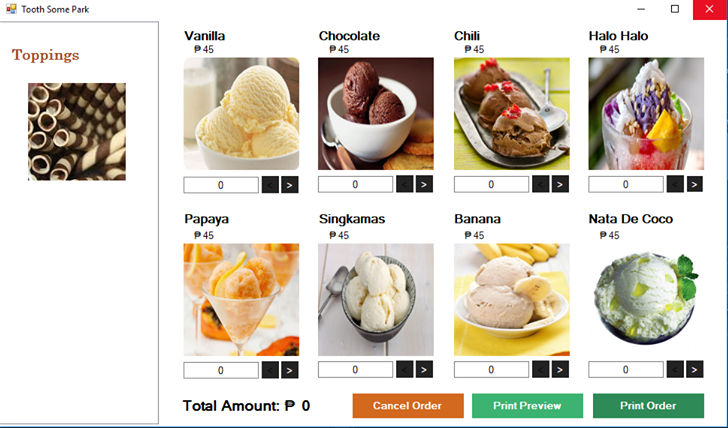 Tooth Some Park
Toppings
Vanilla
₱ 45
Chocolate
₱ 45
Chili
₱ 45
Halo Halo
₱ 45
0 < >
0 < >
0 < >
0 < >
Papaya
₱ 45
Singkamas
₱ 45
Banana
₱ 45
Nata De Coco
₱ 45
0 < >
0 < >
0 < >
0 < >
Total Amount: ₱ 0
Cancel Order
Print Preview
Print Order